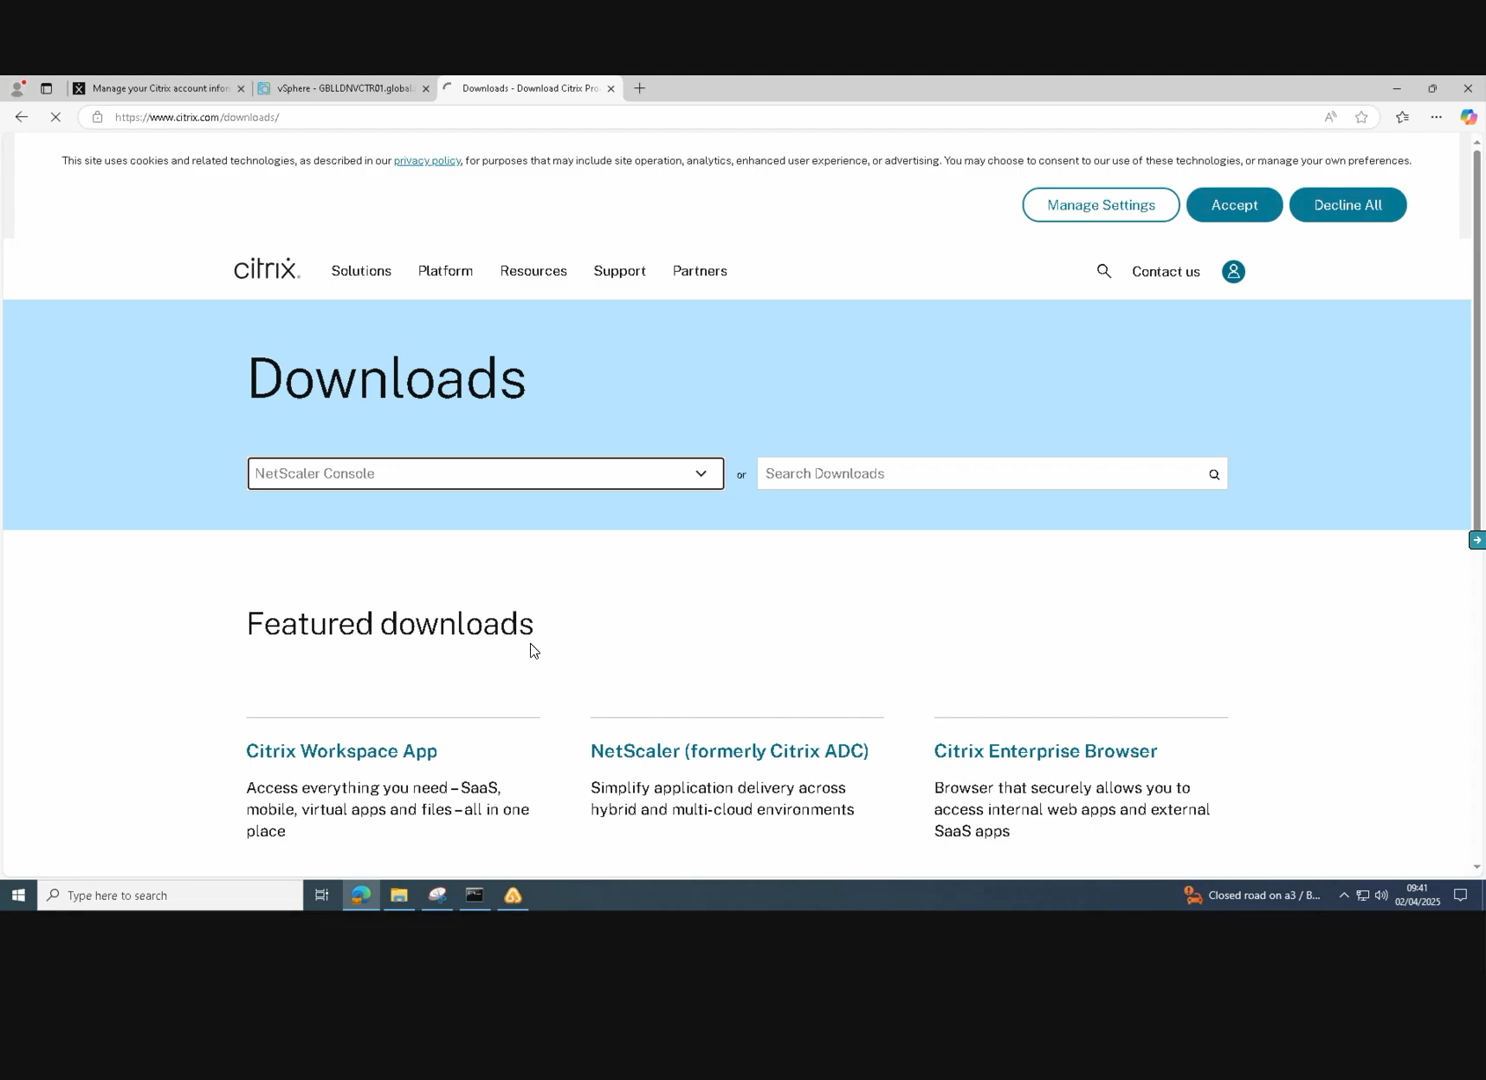 Manage your Citrix account infor
vSphere - GBLLDNVCTR01.global.
Downloads - Download Citrix Pro
https://www.citrix.com/downloads/
This site uses cookies and related technologies, as described in our privacy policy, for purposes that may include site operation, analytics, enhanced user experience, or advertising. You may choose to consent to our use of these technologies, or manage your own preferences.
Manage Settings
Accept
Decline All
citrix
Solutions
Platform
Resources
Support
Partners
Contact us
Downloads
NetScaler Console
or
Search Downloads
Featured downloads
Citrix Workspace App
Access everything you need – SaaS,
mobile, virtual apps and files – all in one
place
NetScaler (formerly Citrix ADC)
Simplify application delivery across
hybrid and multi-cloud environments
Citrix Enterprise Browser
Browser that securely allows you to
access internal web apps and external
SaaS apps
Type here to search
Closed road on a3 / B...
09:41
02/04/2025